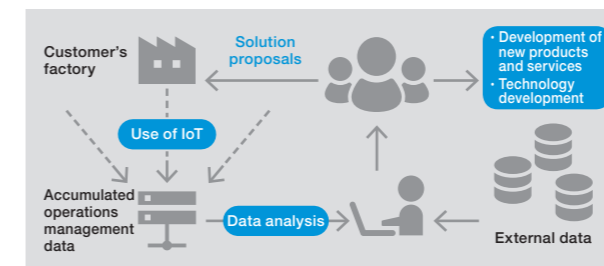 Customer's
factory
Solution
proposals
· Development of
new products
and services
· Technology
development
Use of IoT
Accumulated
operations
management
data
Data analysis
External data